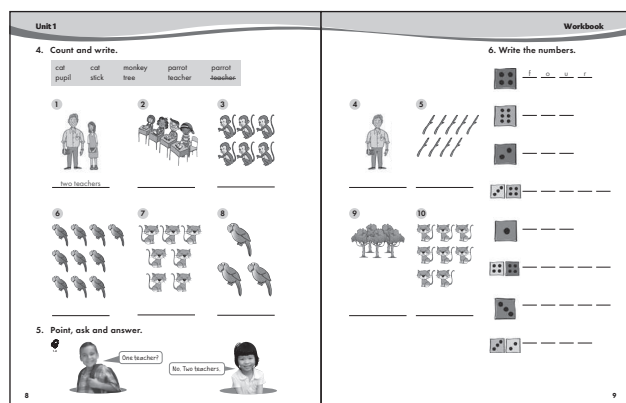 Unit 1
4. Count and write.
cat cat monkey parrot parrot
pupil stick tree teacher teacher
1
2
3
two teachers
6
7
8
5. Point, ask and answer.
One teacher?
No. Two teachers.
8
Workbook
4
5
9
10
6. Write the numbers.
f o u r
9